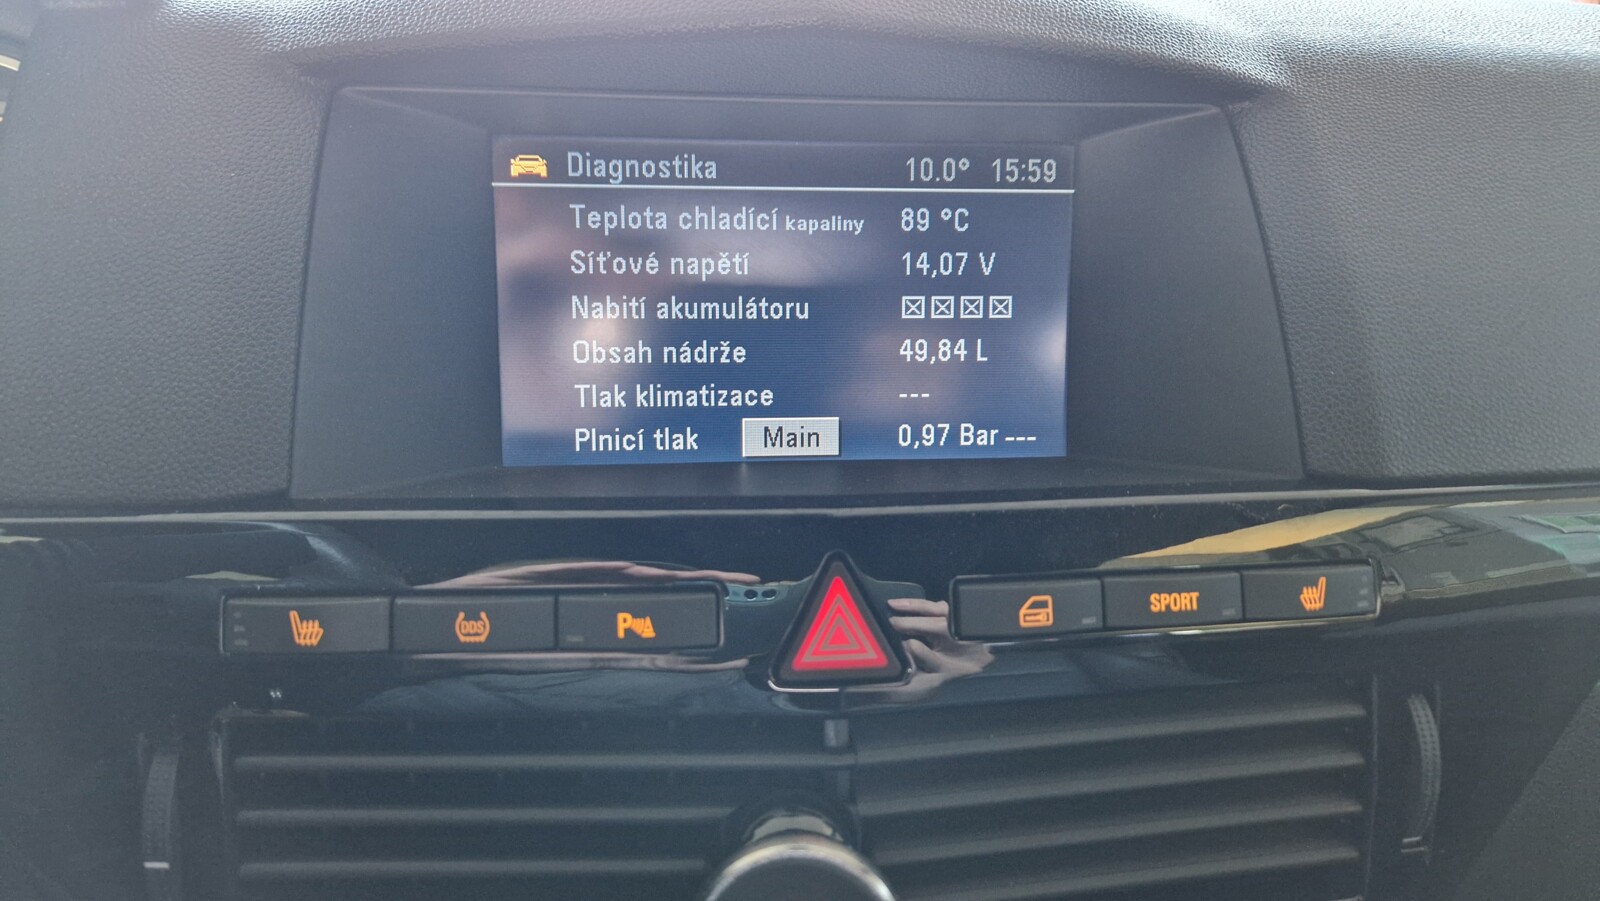 Diagnostika 10.0° 15:59
Teplota chladící kapaliny 89 °C
Síťové napětí 14,07 V
Nabití akumulátoru
Obsah nádrže 49,84 L
Tlak klimatizace ---
Plnicí tlak Main 0,97 Bar ---
DDS P SPORT